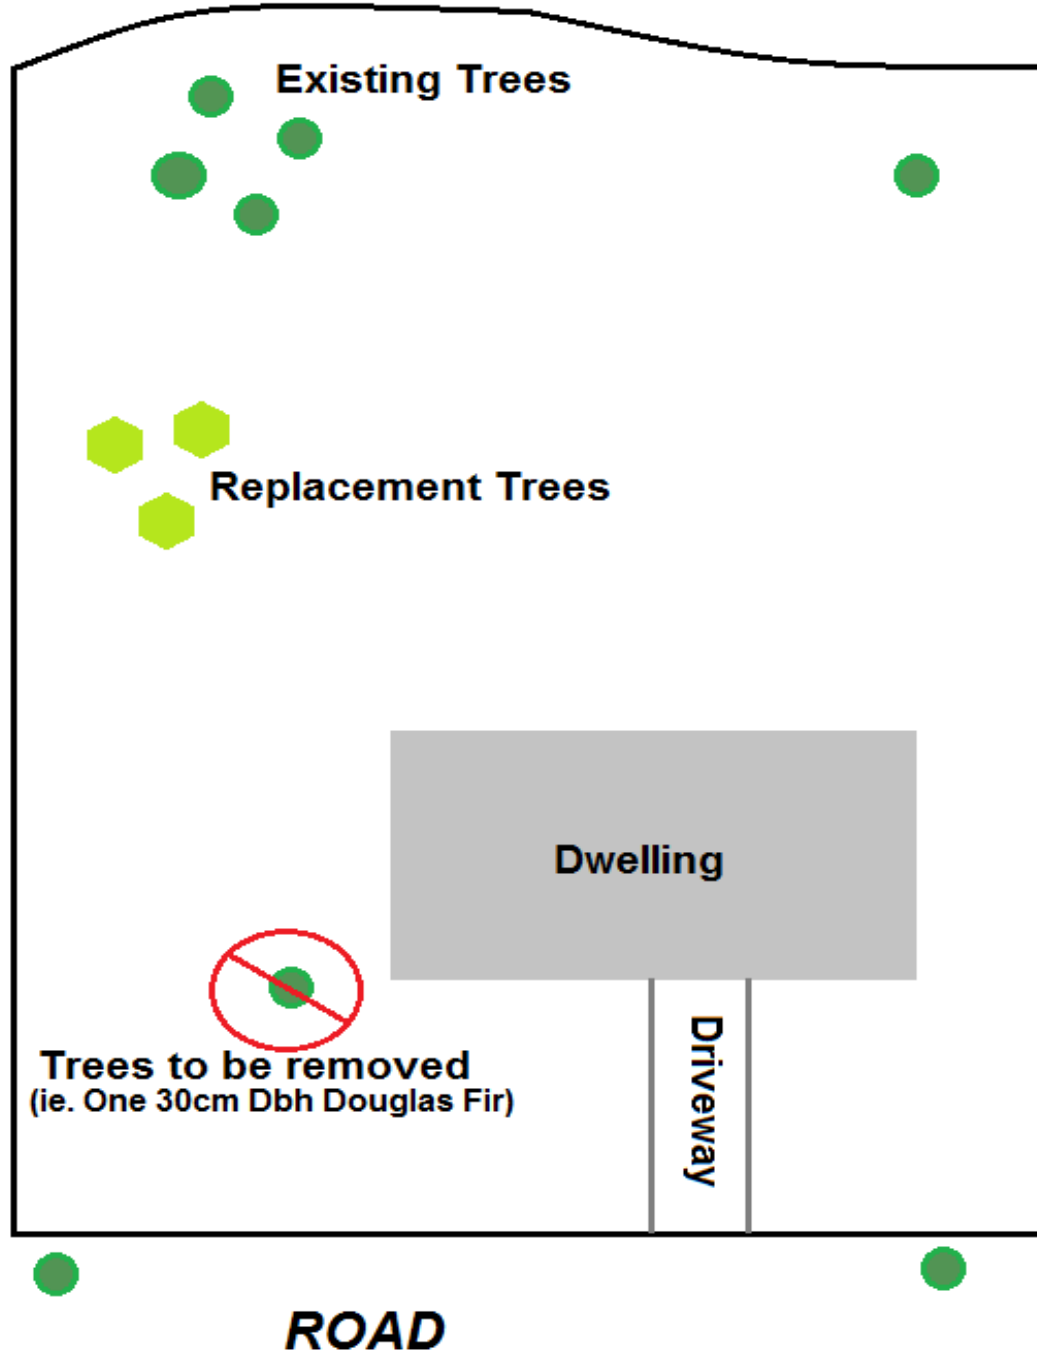 Existing Trees
Replacement Trees
Dwelling
Trees to be removed
(ie. One 30cm Dbh Douglas Fir)
Driveway
ROAD